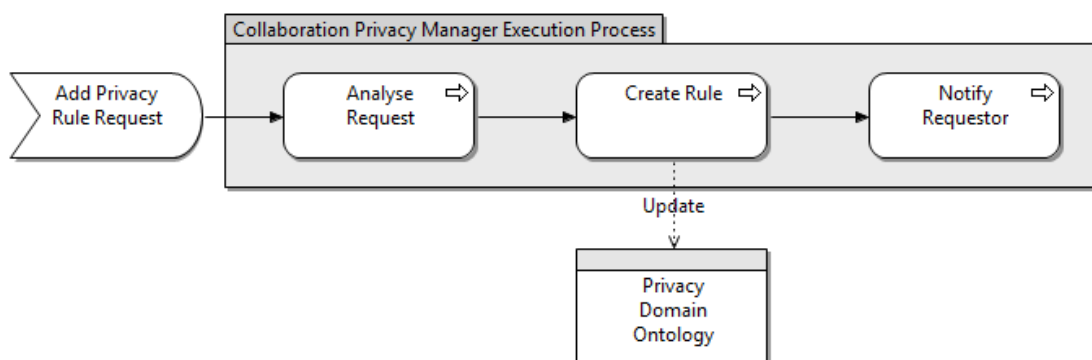 Collaboration Privacy Manager Execution Process
Add Privacy
Rule Request
Analyse
Request
Create Rule
Notify
Requestor
Update
Privacy
Domain
Ontology